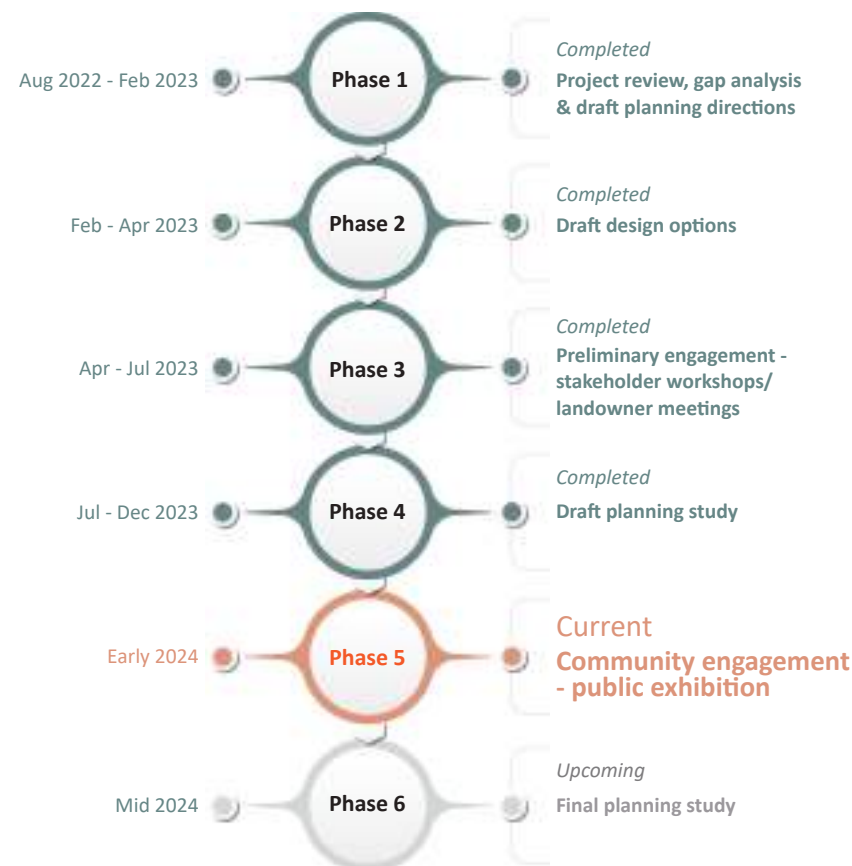 Completed
Aug 2022 - Feb 2023
Phase 1
Project review, gap analysis
& draft planning directions
Completed
Feb - Apr 2023
Phase 2
Draft design options
Completed
Apr - Jul 2023
Phase 3
Preliminary engagement -
stakeholder workshops/
landowner meetings
Completed
Jul - Dec 2023
Phase 4
Draft planning study
Current
Early 2024
Phase 5
Community engagement
- public exhibition
Upcoming
Mid 2024
Phase 6
Final planning study